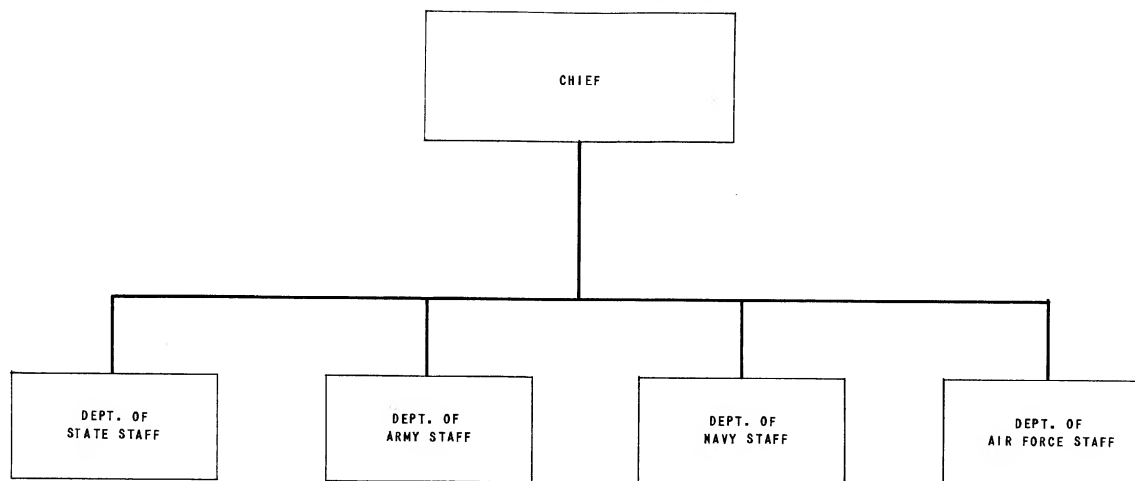 CHIEF
DEPT. OF
STATE STAFF
DEPT. OF
ARMY STAFF
DEPT. OF
NAVY STAFF
DEPT. OF
AIR FORCE STAFF